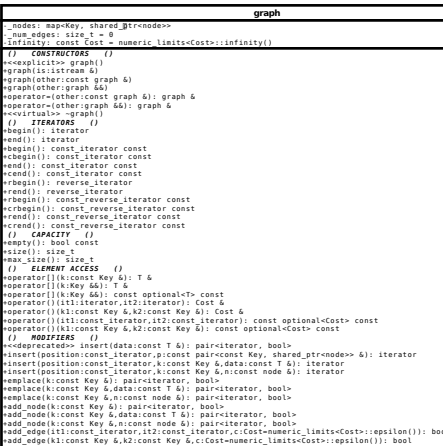 graph
-_nodes: map<Key, shared_ptr<node>>
-_num_edges: size_t = 0
-Infinity: const Cost = numeric_limits<Cost>::infinity()
() CONSTRUCTORS ()
+<<explicit>> graph()
+graph(is:istream &)
+graph(other:const graph &)
+graph(other:graph &&)
+operator=(other:const graph &): graph &
+operator=(other:graph &&): graph &
+<<virtual>> ~graph()
() ITERATORS ()
+begin(): iterator
+end(): iterator
+begin(): const_iterator const
+cbegin(): const_iterator const
+end(): const_iterator const
+cend(): const_iterator const
+rbegin(): reverse_iterator
+rend(): reverse_iterator
+rbegin(): const_reverse_iterator const
+crbegin(): const_reverse_iterator const
+rend(): const_reverse_iterator const
+crend(): const_reverse_iterator const
() CAPACITY ()
+empty(): bool const
+size(): size_t
+max_size(): size_t
() ELEMENT ACCESS ()
+operator[](k:const Key &): T &
+operator[](k:Key &&): T &
+operator[](k:Key &&): const optional<T> const
+operator()(it1:iterator,it2:iterator): Cost &
+operator()(k1:const Key &,k2:const Key &): Cost &
+operator()(it1:const_iterator,it2:const_iterator): const optional<Cost> const
+operator()(k1:const Key &,k2:const Key &): const optional<Cost> const
() MODIFIERS ()
+<<deprecated>> insert(data:const T &): pair<iterator, bool>
+insert(position:const_iterator,p:const pair<const Key, shared_ptr<node>> &): iterator
+insert(position:const_iterator,k:const Key &,data:const T &): iterator
+insert(position:const_iterator,k:const Key &,n:const node &): iterator
+emplace(k:const Key &): pair<iterator, bool>
+emplace(k:const Key &,data:const T &): pair<iterator, bool>
+emplace(k:const Key &,n:const node &): pair<iterator, bool>
+add_node(k:const Key &): pair<iterator, bool>
+add_node(k:const Key &,data:const T &): pair<iterator, bool>
+add_node(k:const Key &,n:const node &): pair<iterator, bool>
+add_edge(it1:const_iterator,it2:const_iterator,c:Cost=numeric_limits<Cost>::epsilon()): boo
+add_edge(k1:const Key &,k2:const Key &,c:Cost=numeric_limits<Cost>::epsilon()): bool